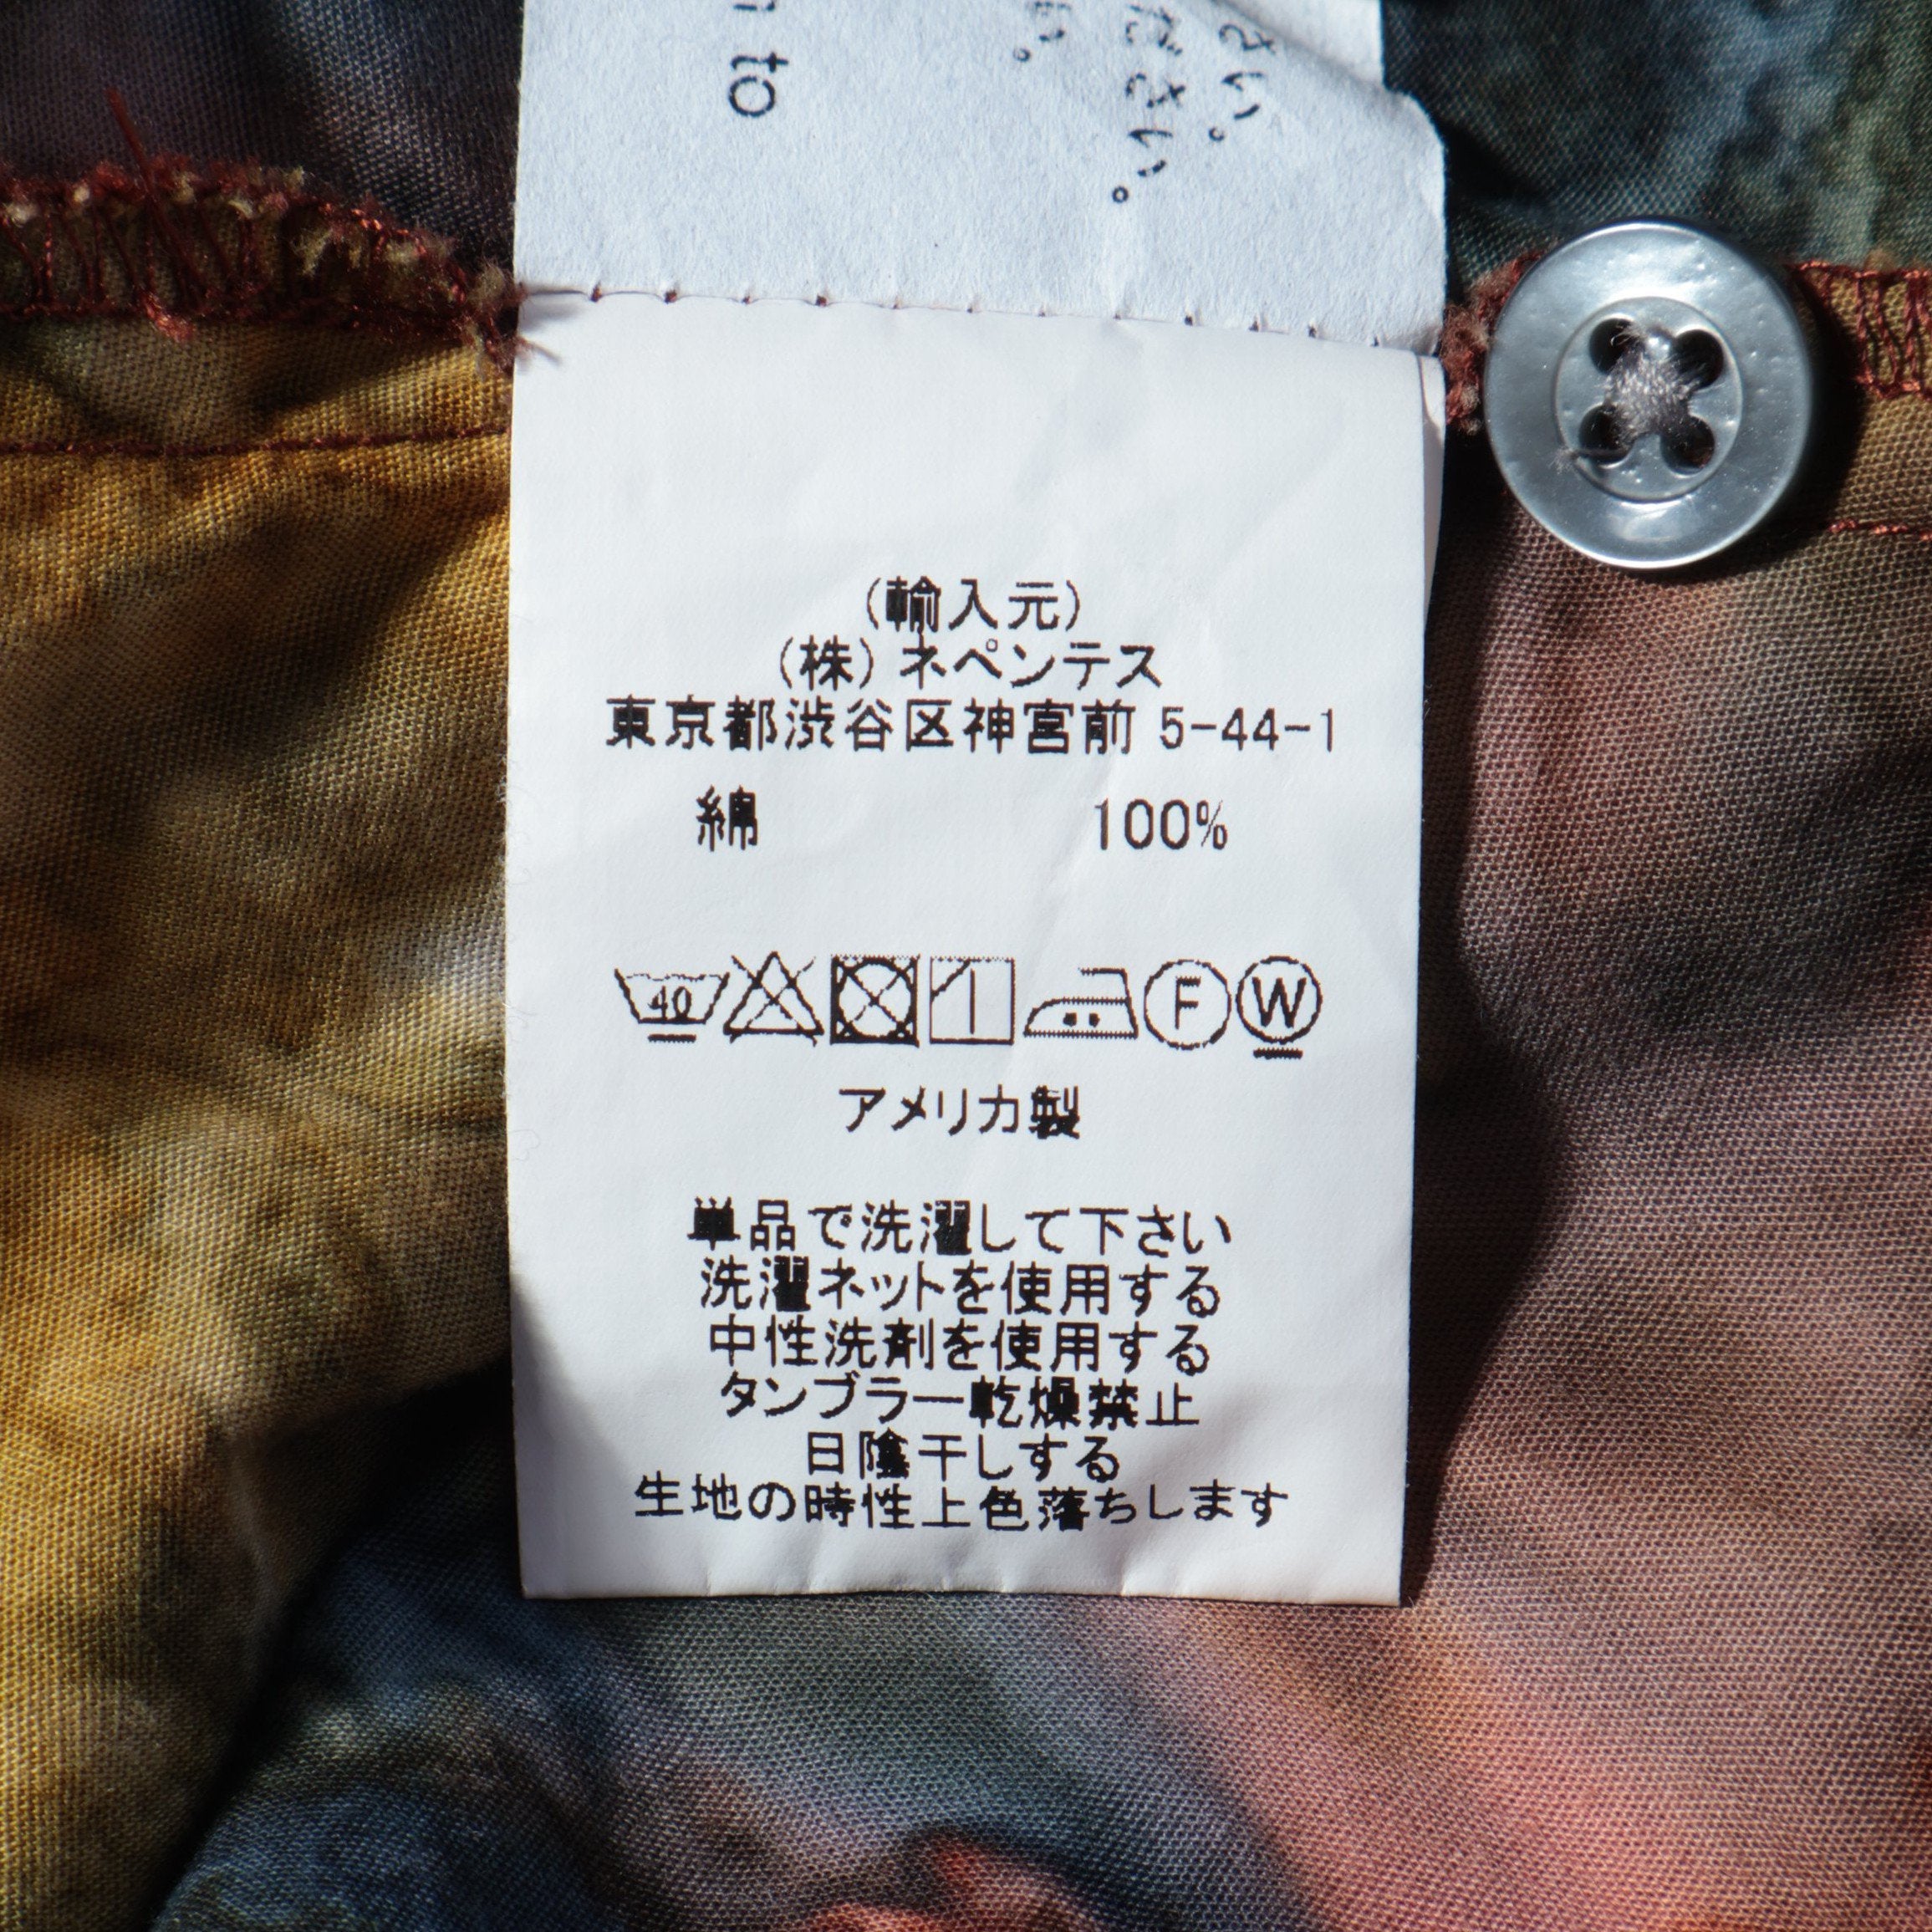 to
(輸入元)
(株)ネペンテス
東京都渋谷区神宮前 5-44-1
綿 100%
40 F W
アメリカ製
単品で洗濯して下さい
洗濯ネットを使用する
中性洗剤を使用する
タンブラー乾燥禁止
日陰干しする
生地の特性上色落ちします